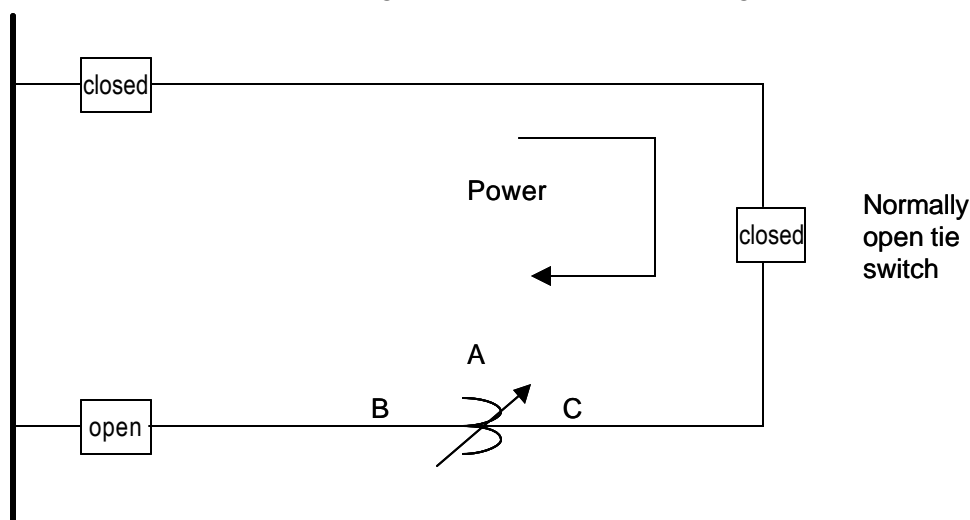 closed
Power
closed
Normally
open tie
switch
A
B
C
open